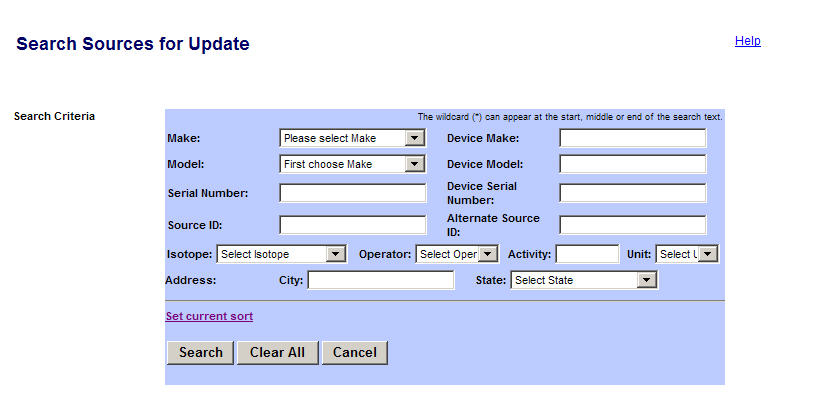 Search Sources for Update
Help
Search Criteria
The wildcard (*) can appear at the start, middle or end of the search text.
Make: Please select Make Device Make:
Model: First choose Make Device Model:
Serial Number: Device Serial
Number:
Source ID: Alternate Source
ID:
Isotope: Select Isotope Operator: Select Oper Activity: Unit: Select U
Address: City: State: Select State
Set current sort
Search Clear All Cancel